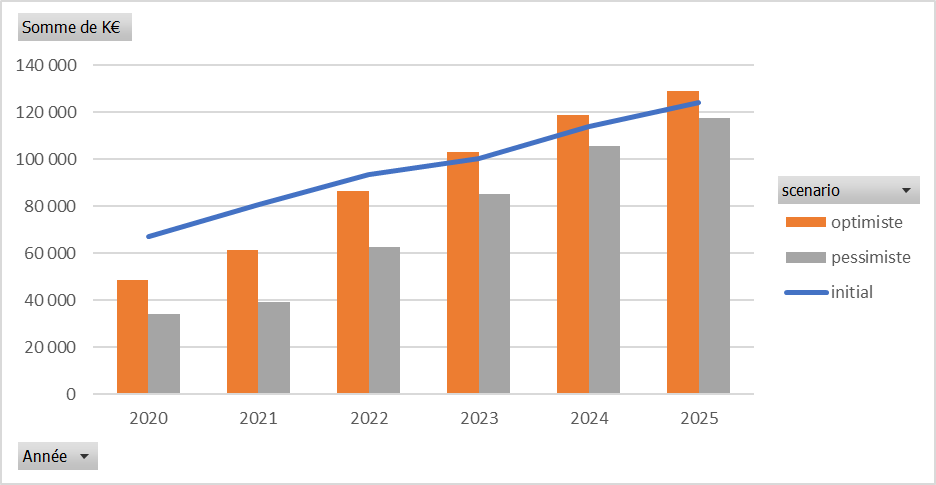 Somme de K€
140 000
120 000
100 000
80 000
60 000
40 000
20 000
0
2020 2021 2022 2023 2024 2025
scenario
optimiste
pessimiste
initial
Année